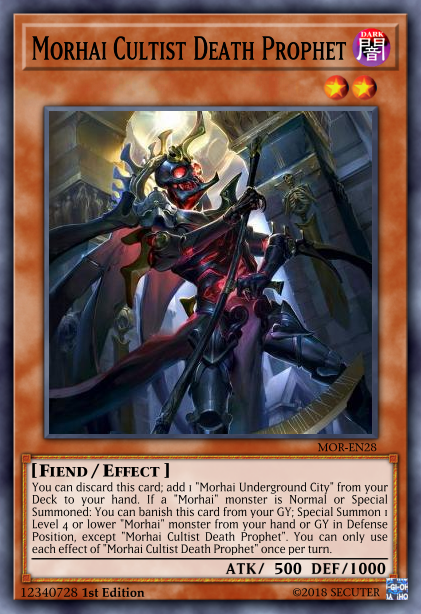 MORHAI CULTIST DEATH PROPHET
DARK
闇
MOR-EN28
[FIEND / EFFECT ]
You can discard this card; add 1 "Morhai Underground City" from your
Deck to your hand. If a "Morhai" monster is Normal or Special
Summoned: You can banish this card from your GY; Special Summon 1
Level 4 or lower "Morhai" monster from your hand or GY in Defense
Position, except "Morhai Cultist Death Prophet". You can only use
each effect of "Morhai Cultist Death Prophet" once per turn.
ATK/ 500 DEF/1000
12340728 1st Edition
©2018 SECUTER